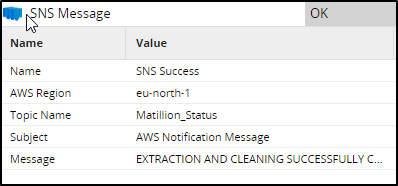 SNS Message OK
Name Value
Name SNS Success
AWS Region eu-north-1
Topic Name Matillion_Status
Subject AWS Notification Message
Message EXTRACTION AND CLEANING SUCCESSFULLY C...